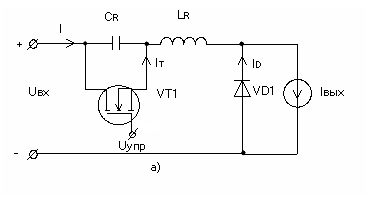 I CR LR
+ IT ID
UВХ VT1 VD1 IВЫХ
UУПР
-
а)